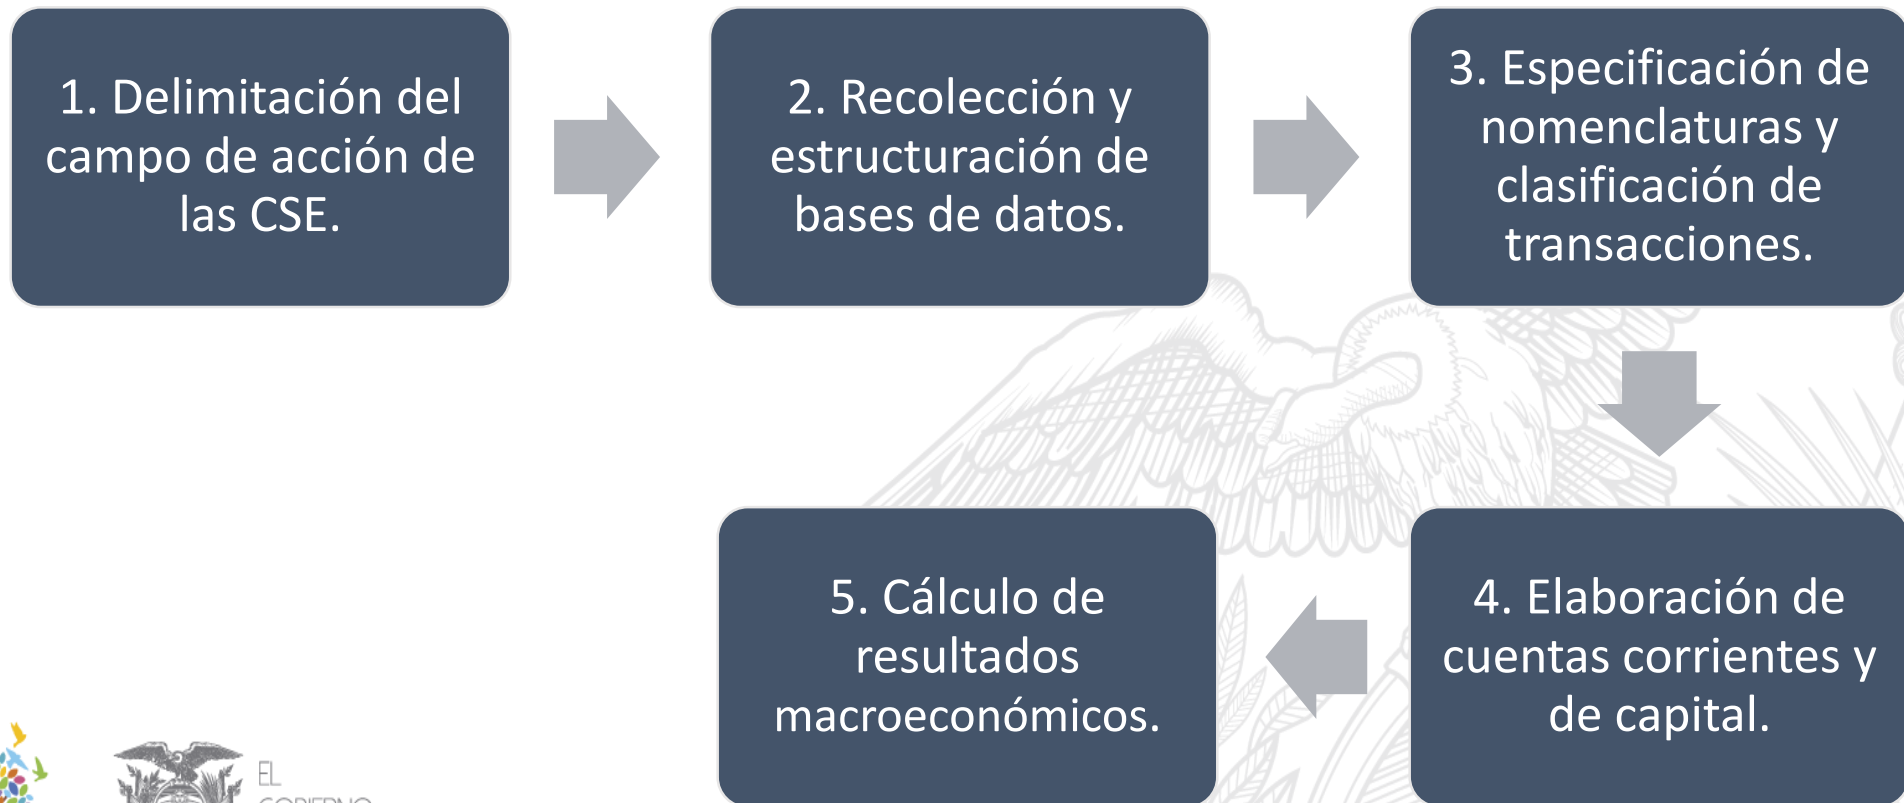 1. Delimitación del
campo de acción de
las CSE.
2. Recolección y
estructuración de
bases de datos.
3. Especificación de
nomenclaturas y
clasificación de
transacciones.
4. Elaboración de
cuentas corrientes y
de capital.
5. Cálculo de
resultados
macroeconómicos.
EL
GOBIERNO